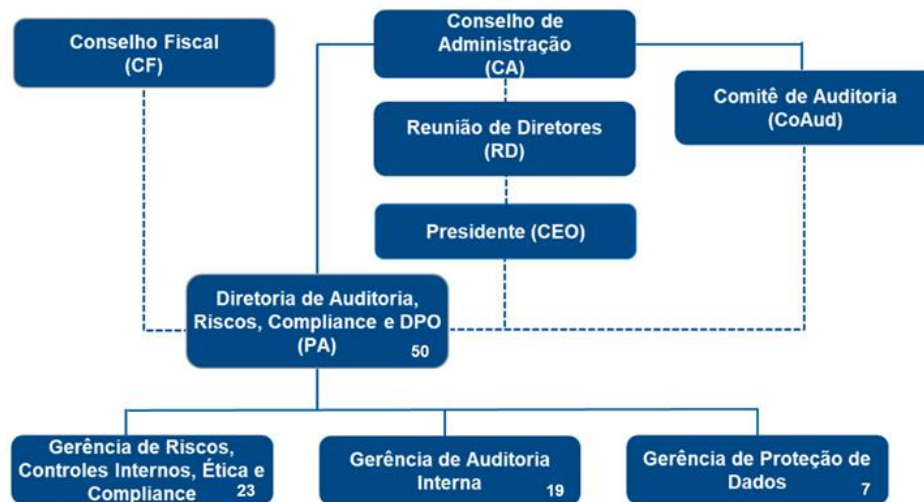 Conselho Fiscal
(CF)
Conselho de
Administração
(CA)
Comitê de Auditoria
(CoAud)
Reunião de Diretores
(RD)
Presidente (CEO)
Diretoria de Auditoria,
Riscos, Compliance e DPO
(PA)
50
Gerência de Riscos,
Controles Internos, Ética e
Compliance
23
Gerência de Auditoria
Interna
19
Gerência de Proteção de
Dados
7